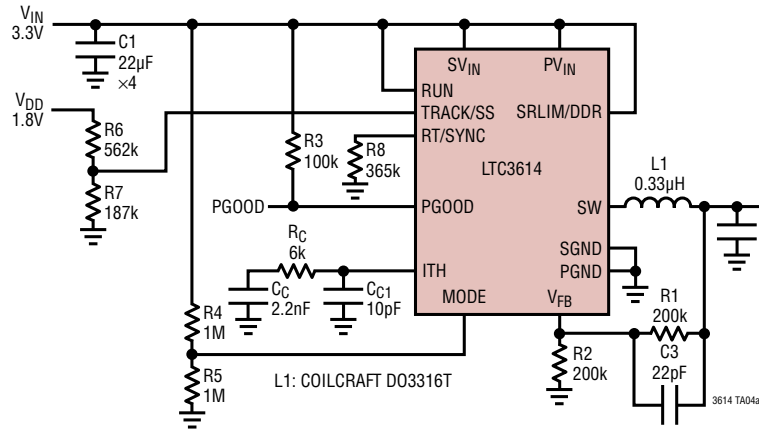 VIN
3.3V
C1
22µF
×4
VDD
1.8V
R6
562k
R7
187k
R3
100k
R8
365k
PGOOD
RC
6k
CC
2.2nF
CC1
10pF
R4
1M
R5
1M
SVIN
PVIN
RUN
TRACK/SS
SRLIM/DDR
RT/SYNC
LTC3614
PGOOD
SW
SGND
PGND
ITH
MODE
VFB
L1
0.33µH
R1
200k
C3
22pF
R2
200k
L1: COILCRAFT DO3316T
3614 TA04a